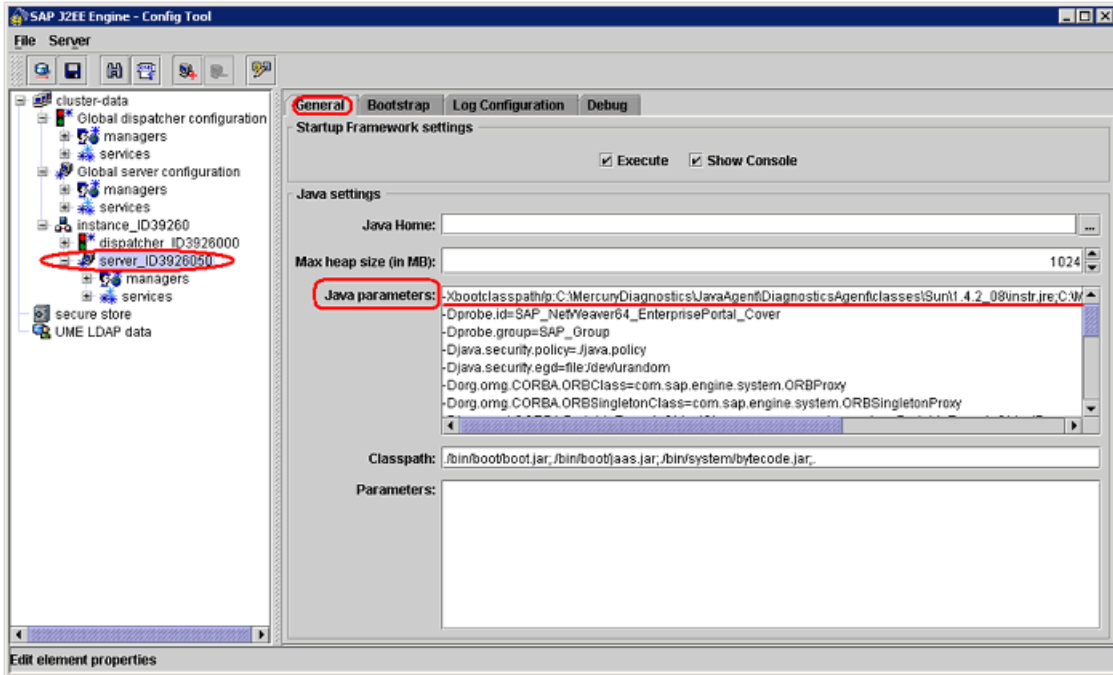 SAP J2EE Engine - Config Tool
File Server
cluster-data
Global dispatcher configuration
managers
services
Global server configuration
managers
services
instance_ID39260
dispatcher_ID3926000
server_ID3926050
managers
services
secure store
UME LDAP data
General Bootstrap Log Configuration Debug
Startup Framework settings
Execute Show Console
Java settings
Java Home: ...
Max heap size (in MB): 1024
Java parameters: -Xbootclasspath/p:C:\MercuryDiagnostics\JavaAgent\DiagnosticsAgent\classes\Sun\1.4.2_08\instr.jre;C:\M
-Dprobe.id=SAP_NetWeaver64_EnterprisePortal_Cover
-Dprobe.group=SAP_Group
-Djava.security.policy=./java.policy
-Djava.security.egd=file:/dev/urandom
-Dorg.omg.CORBA.ORBClass=com.sap.engine.system.ORBProxy
-Dorg.omg.CORBA.ORBSingletonClass=com.sap.engine.system.ORBSingletonProxy
Classpath: ./bin/boot/boot.jar;./bin/boot/jaas.jar;./bin/system/bytecode.jar;.
Parameters:
Edit element properties